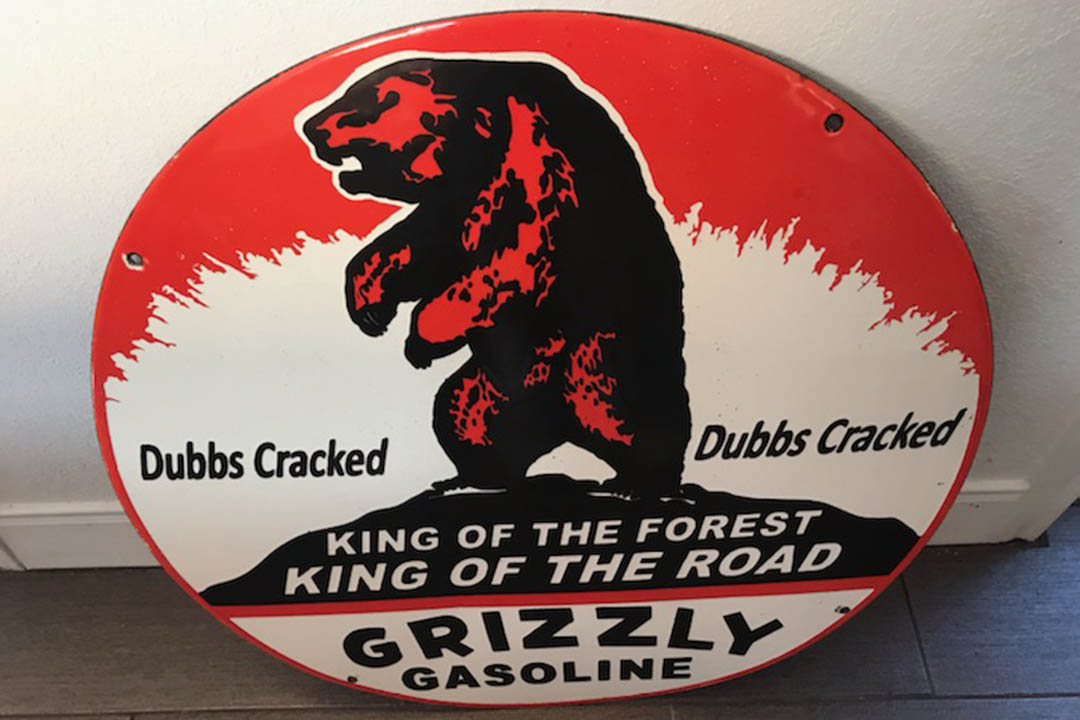 Dubbs Cracked
Dubbs Cracked
KING OF THE FOREST
KING OF THE ROAD
GRIZZLY
GASOLINE